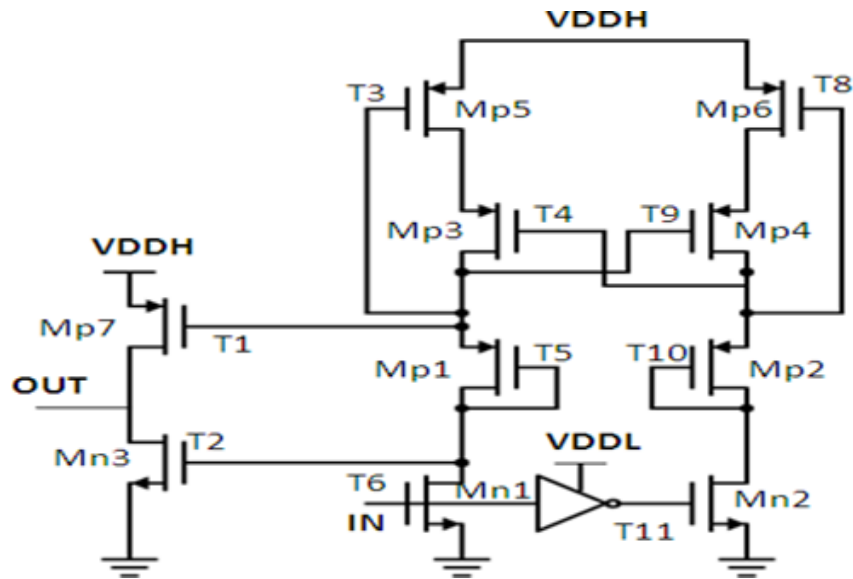 VDDH
T3
Mp5
Mp6
T8
Mp3
T4
T9
Mp4
VDDH
Mp7
T1
Mp1
T5
T10
Mp2
OUT
Mn3
T2
VDDL
T6
Mn1
IN
T11
Mn2